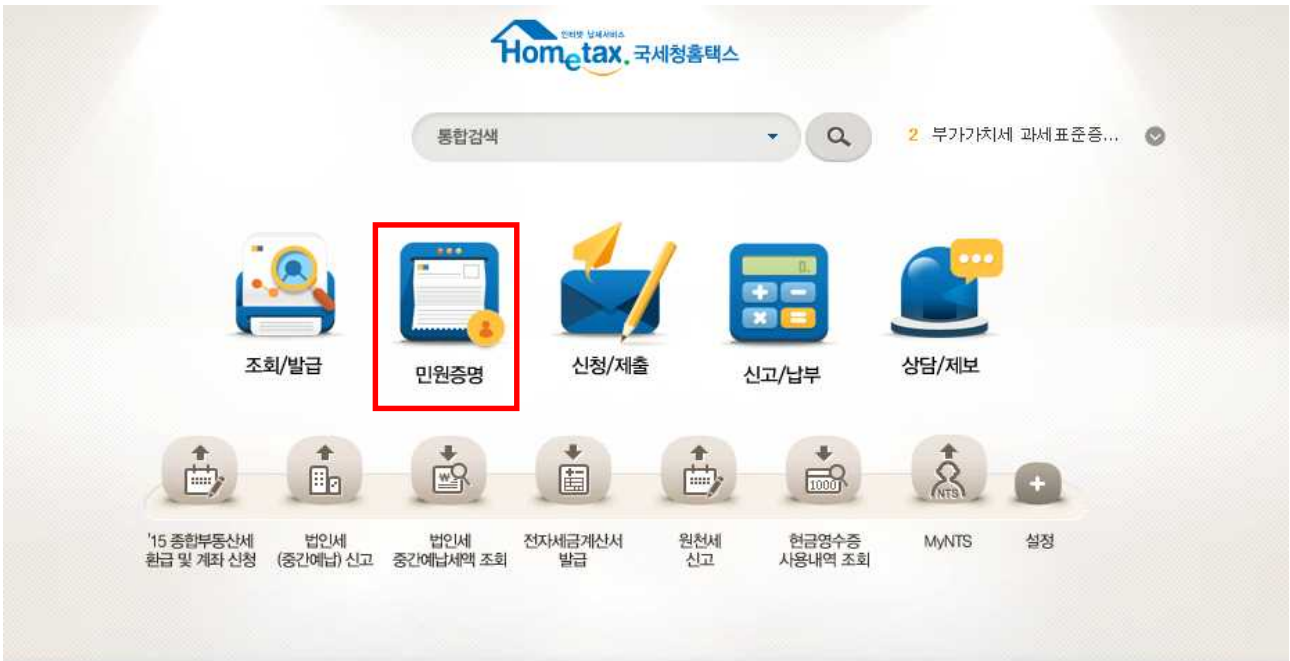 인터넷 납세서비스
Hometax. 국세청홈택스
통합검색
2 부가가치세 과세표준증...
0.
조회/발급
민원증명
신청/제출
신고/납부
상담/제보
W
1000
NTS
'15 종합부동산세
환급 및 계좌 신청
법인세
(중간예납) 신고
법인세
중간예납세액 조회
전자세금계산서
발급
원천세
신고
현금영수증
사용내역 조회
MyNTS
설정